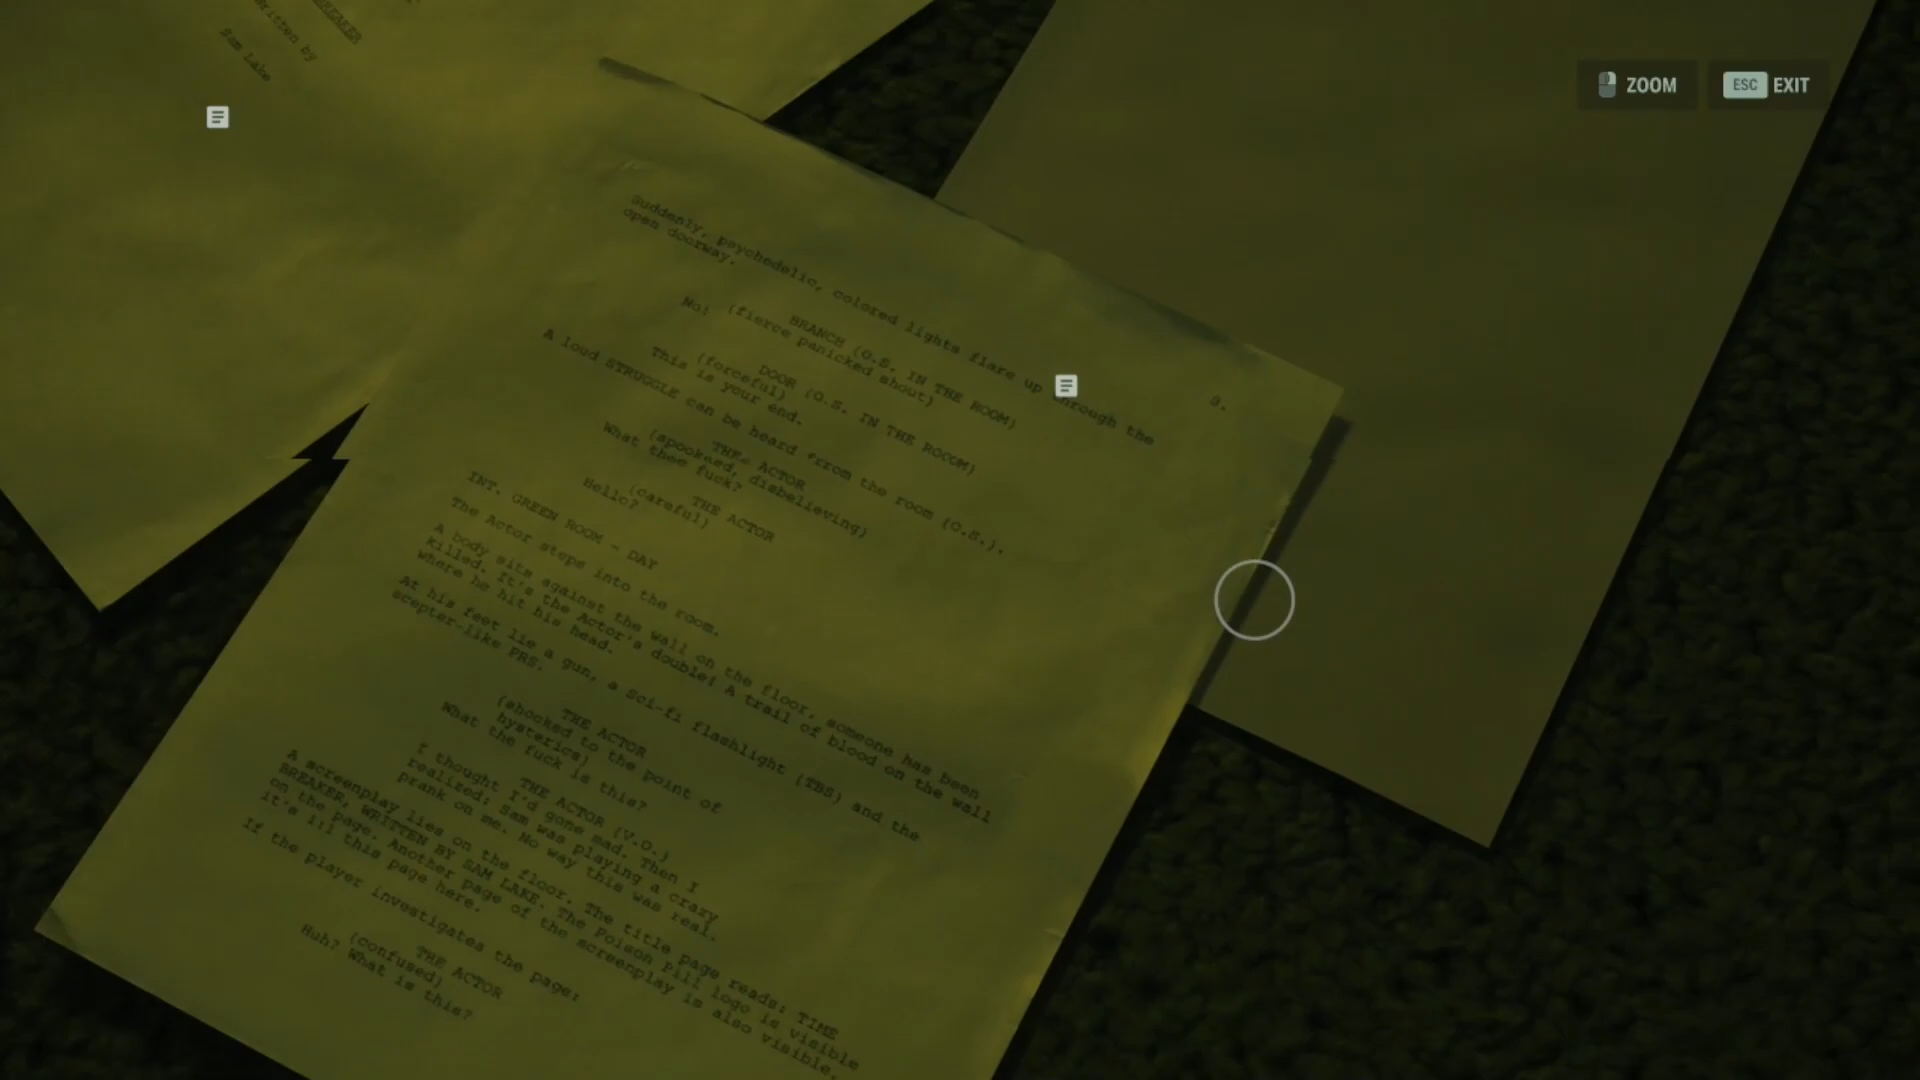 BREAKER
Written by
Sam Lake
ZOOM
ESC EXIT
9.
Suddenly, psychedelic, colored lights flare up through the
open doorway.
BRANCH (O.S. IN THE ROOM)
(fierce panicked shout)
No!
DOOR (O.S. IN THE ROOM)
(forceful)
This is your end.
A loud STRUGGLE can be heard from the room (O.S.).
THE ACTOR
(spooked, disbelieving)
What thee fuck?
THE ACTOR
(careful)
Hello?
INT. GREEN ROOM - DAY
The Actor steps into the room.
A body sits against the wall on the floor, someone has been
killed. It's the Actor's double! A trail of blood on the wall
where he hit his head.
At his feet lie a gun, a Sci-fi flashlight (TBS) and the
scepter-like PRS.
THE ACTOR
(shocked to the point of
hysterics)
What the fuck is this?
THE ACTOR (V.O.)
I thought I'd gone mad. Then I
realized: Sam was playing a crazy
prank on me. No way this was real.
A screenplay lies on the floor. The title page reads: TIME
BREAKER, WRITTEN BY SAM LAKE. The Poison Pill logo is visible
on the page. Another page of the screenplay is also visible,
it's 1:1 this page here.
If the player investigates the page:
THE ACTOR
(confused)
Huh? What is this?